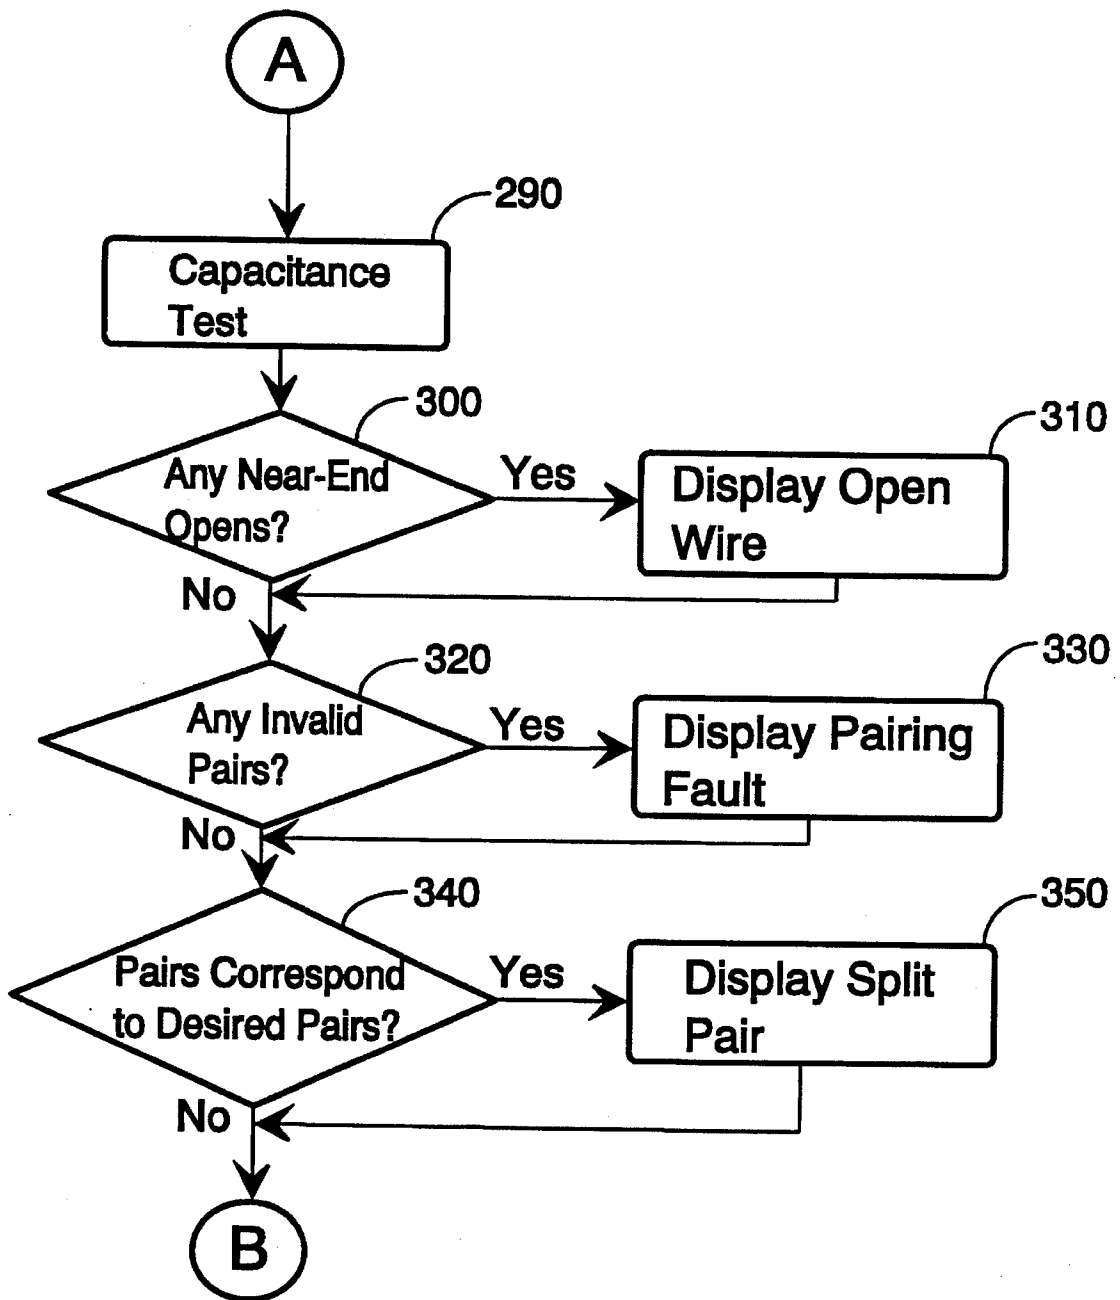 A
290
Capacitance
Test
300
Any Near-End
Opens?
Yes
310
Display Open
Wire
No
320
Any Invalid
Pairs?
Yes
330
Display Pairing
Fault
No
340
Pairs Correspond
to Desired Pairs?
Yes
350
Display Split
Pair
No
B